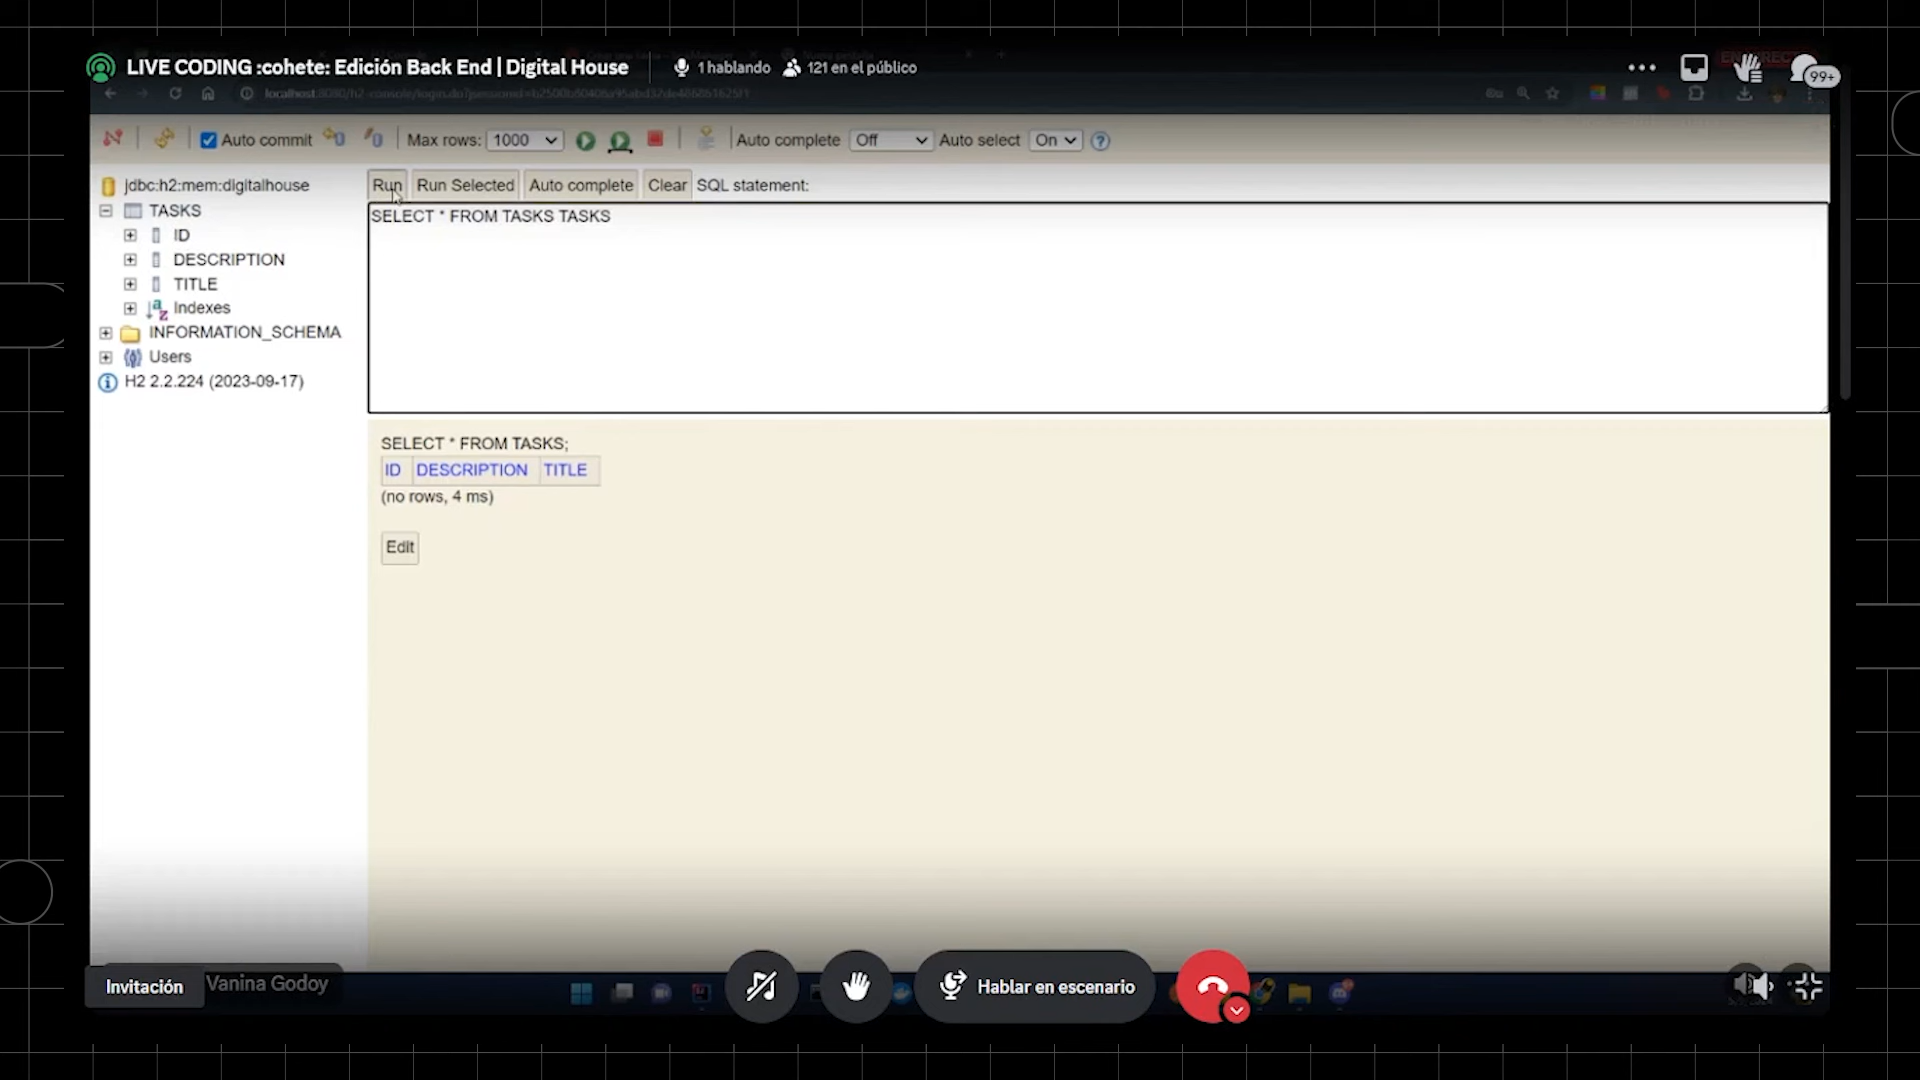 LIVE CODING :cohete: Edición Back End | Digital House
1 hablando
121 en el público
99+
Auto commit
Max rows: 1000
Auto complete Off
Auto select On
jdbc:h2:mem:digitalhouse
TASKS
ID
DESCRIPTION
TITLE
Indexes
INFORMATION_SCHEMA
Users
H2 2.2.224 (2023-09-17)
Run Run Selected Auto complete Clear SQL statement:
SELECT * FROM TASKS TASKS
SELECT * FROM TASKS;
ID DESCRIPTION TITLE
(no rows, 4 ms)
Edit
Invitación
Vanina Godoy
Hablar en escenario